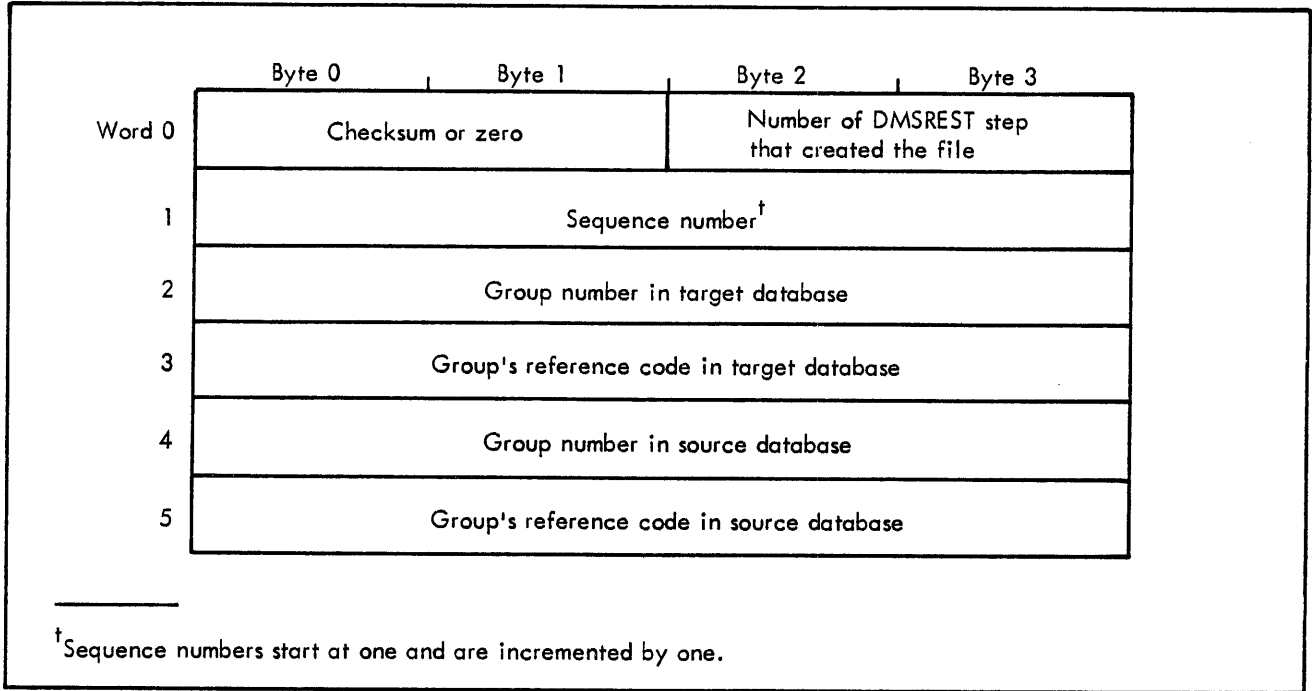 Byte 0 Byte 1 Byte 2 Byte 3
Word 0 Checksum or zero Number of DMSREST step
that created the file
1 Sequence number†
2 Group number in target database
3 Group's reference code in target database
4 Group number in source database
5 Group's reference code in source database
†Sequence numbers start at one and are incremented by one.